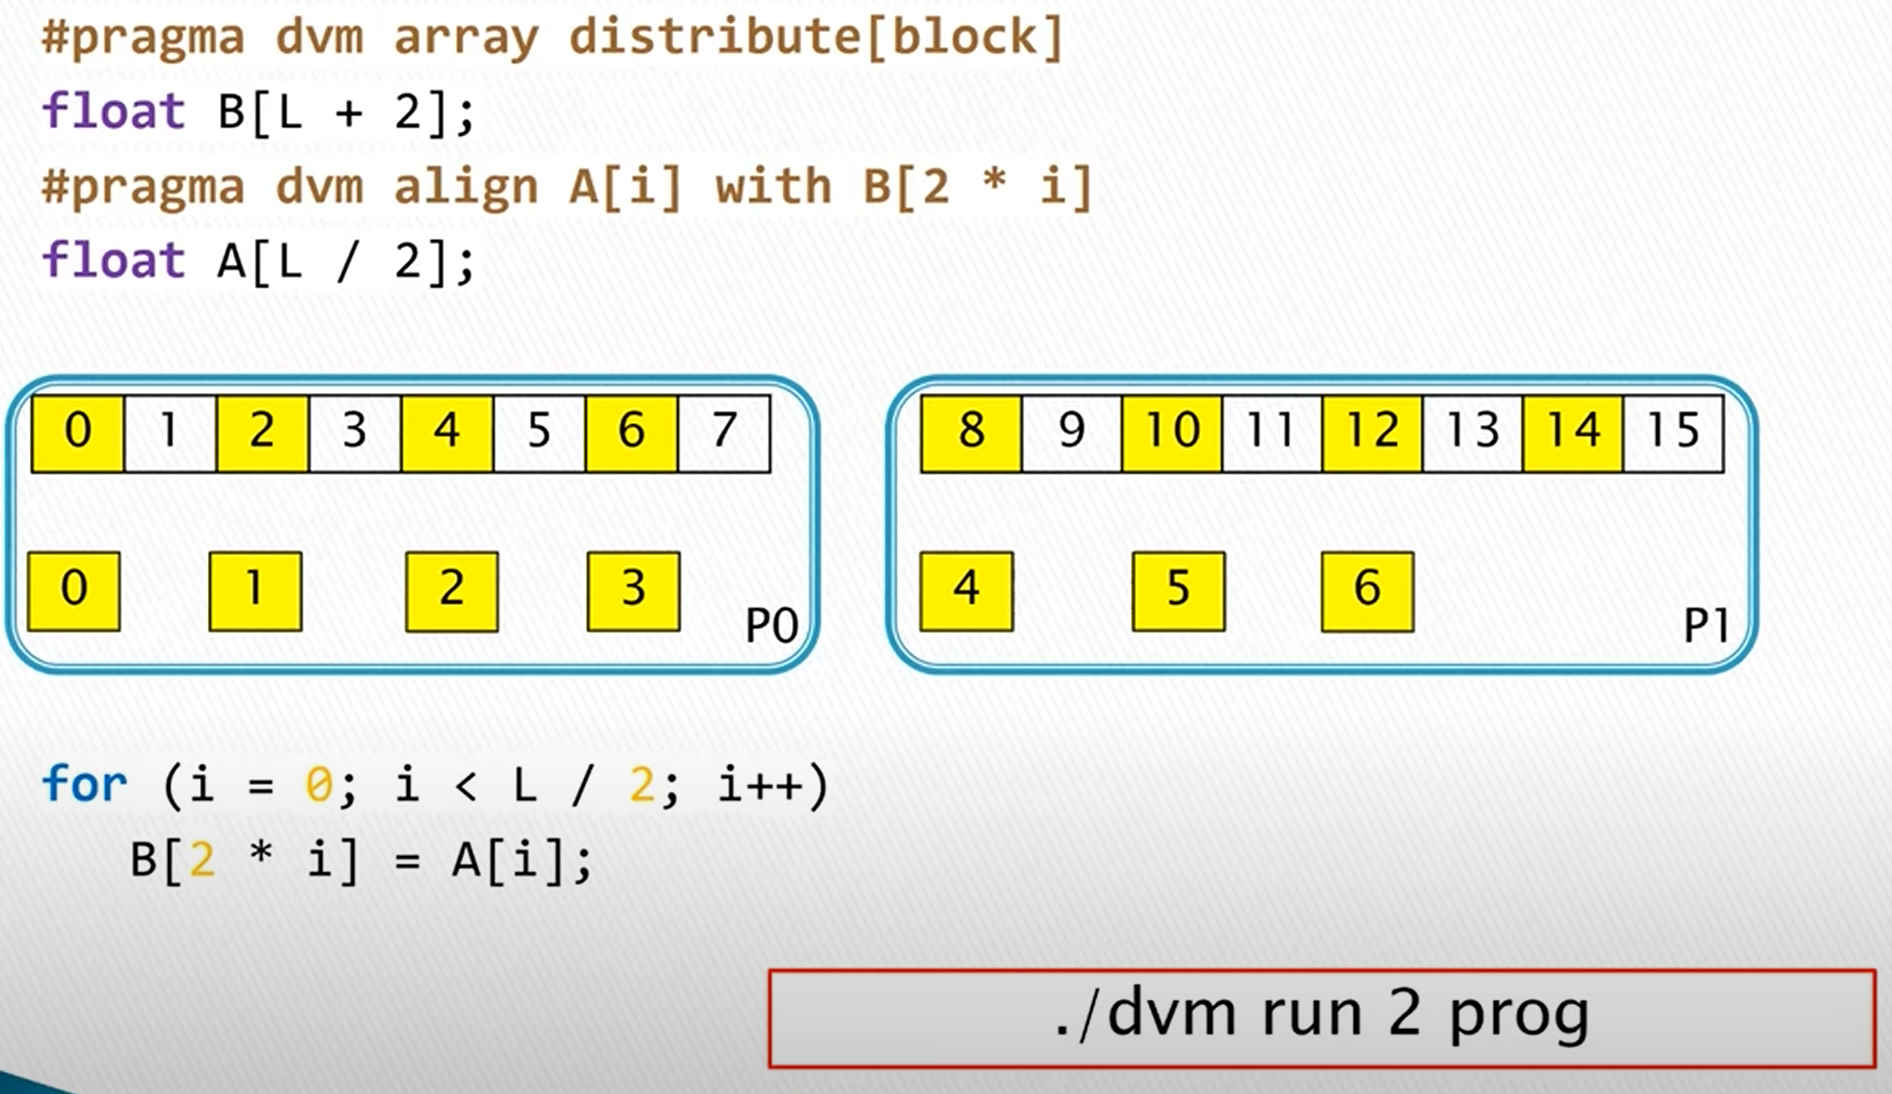 #pragma dvm array distribute[block]
float B[L + 2];
#pragma dvm align A[i] with B[2 * i]
float A[L / 2];
0 1 2 3 4 5 6 7
0 1 2 3
P0
8 9 10 11 12 13 14 15
4 5 6
P1
for (i = 0; i < L / 2; i++)
B[2 * i] = A[i];
./dvm run 2 prog